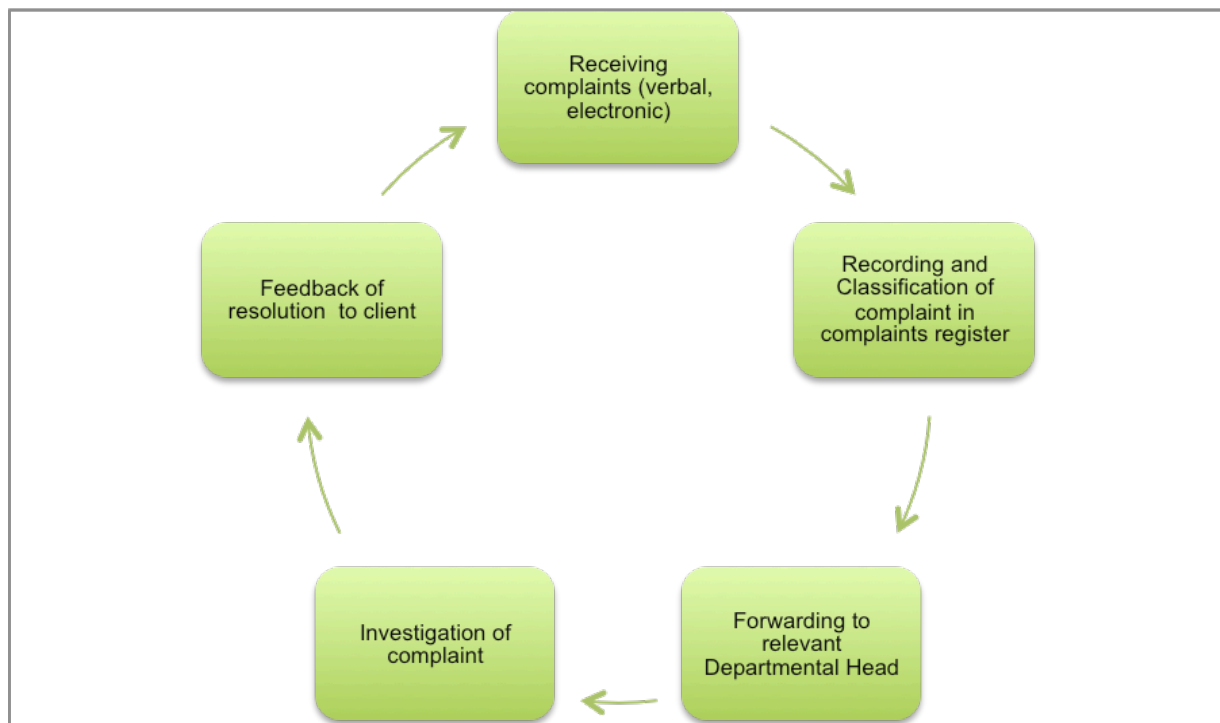 Receiving
complaints (verbal,
electronic)
Recording and
Classification of
complaint in
complaints register
Forwarding to
relevant
Departmental Head
Investigation of
complaint
Feedback of
resolution to client